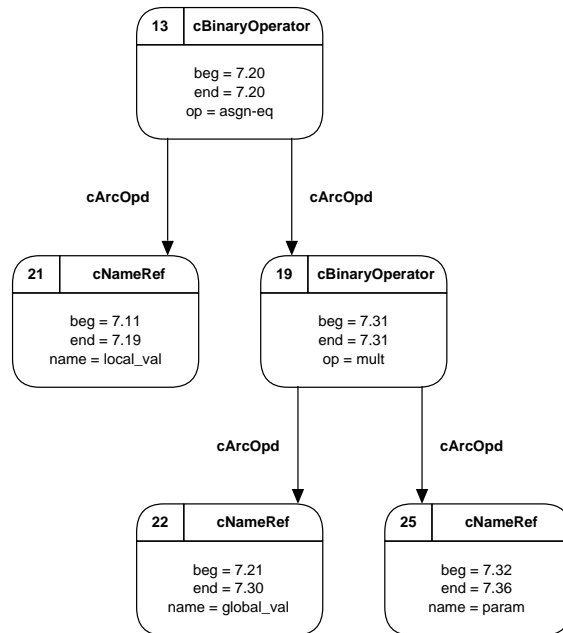 13 cBinaryOperator
beg = 7.20
end = 7.20
op = asgn-eq
cArcOpd cArcOpd
21 cNameRef
beg = 7.11
end = 7.19
name = local_val
19 cBinaryOperator
beg = 7.31
end = 7.31
op = mult
cArcOpd cArcOpd
22 cNameRef
beg = 7.21
end = 7.30
name = global_val
25 cNameRef
beg = 7.32
end = 7.36
name = param